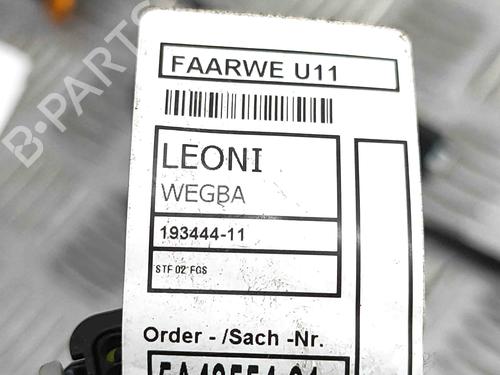 FAARWE U11
LEONI
WEGBA
193444-11
STF 02 FGS
Order - /Sach -Nr.
B-PARTS